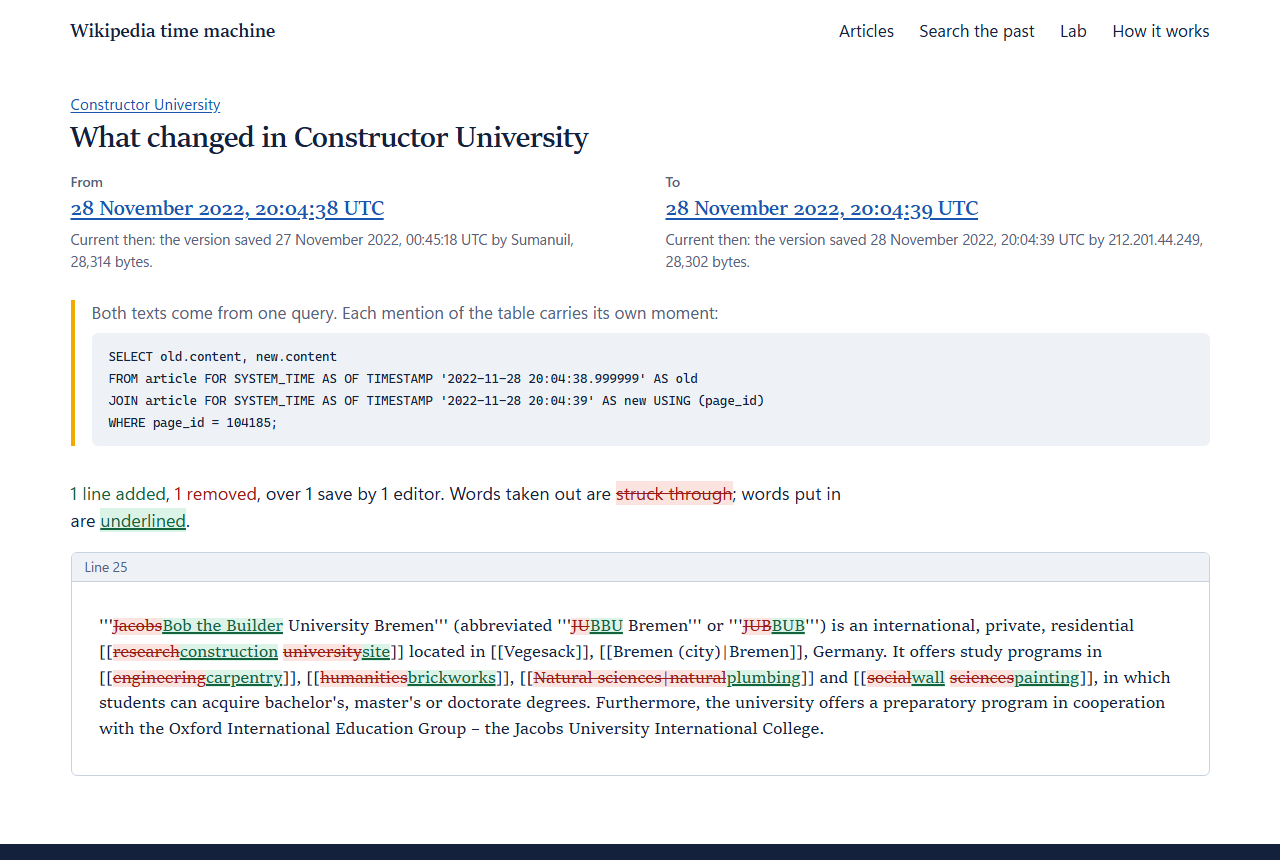 Wikipedia time machine
Articles
Search the past
Lab
How it works
Constructor University
What changed in Constructor University
From
28 November 2022, 20:04:38 UTC
Current then: the version saved 27 November 2022, 00:45:18 UTC by Sumanuil,
28,314 bytes.
To
28 November 2022, 20:04:39 UTC
Current then: the version saved 28 November 2022, 20:04:39 UTC by 212.201.44.249,
28,302 bytes.
Both texts come from one query. Each mention of the table carries its own moment:
SELECT old.content, new.content
FROM article FOR SYSTEM_TIME AS OF TIMESTAMP '2022-11-28 20:04:38.999999' AS old
JOIN article FOR SYSTEM_TIME AS OF TIMESTAMP '2022-11-28 20:04:39' AS new USING (page_id)
WHERE page_id = 104185;
1 line added, 1 removed, over 1 save by 1 editor. Words taken out are struck through; words put in
are underlined.
Line 25
'''JacobsBob the Builder University Bremen''' (abbreviated '''JUBBU Bremen''' or '''JUBBUB''') is an international, private, residential
[[researchconstruction universitysite]] located in [[Vegesack]], [[Bremen (city)|Bremen]], Germany. It offers study programs in
[[engineeringcarpentry]], [[humanitiesbrickworks]], [[Natural sciences|naturalplumbing]] and [[socialwall sciencespainting]], in which
students can acquire bachelor's, master's or doctorate degrees. Furthermore, the university offers a preparatory program in cooperation
with the Oxford International Education Group – the Jacobs University International College.